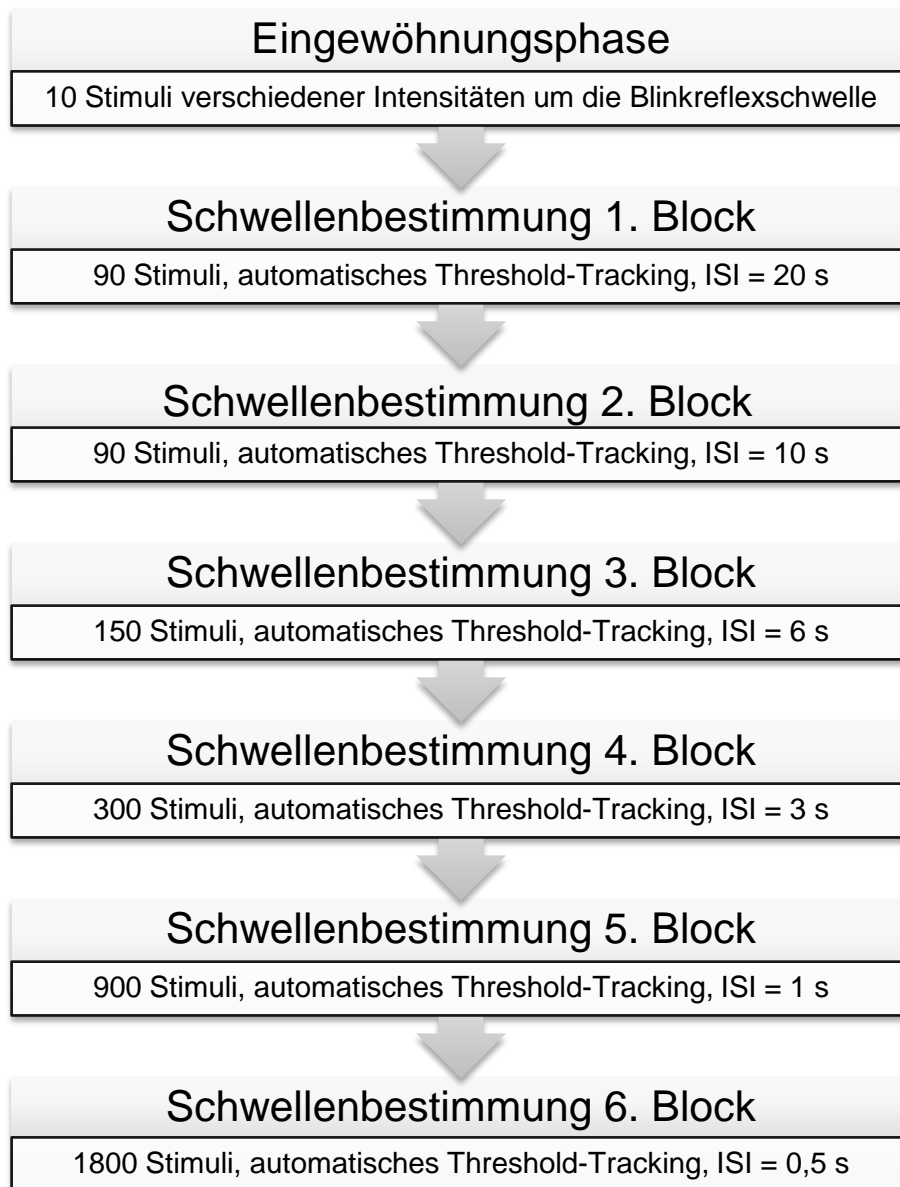 Eingewöhnungsphase
10 Stimuli verschiedener Intensitäten um die Blinkreflexschwelle
Schwellenbestimmung 1. Block
90 Stimuli, automatisches Threshold-Tracking, ISI = 20 s
Schwellenbestimmung 2. Block
90 Stimuli, automatisches Threshold-Tracking, ISI = 10 s
Schwellenbestimmung 3. Block
150 Stimuli, automatisches Threshold-Tracking, ISI = 6 s
Schwellenbestimmung 4. Block
300 Stimuli, automatisches Threshold-Tracking, ISI = 3 s
Schwellenbestimmung 5. Block
900 Stimuli, automatisches Threshold-Tracking, ISI = 1 s
Schwellenbestimmung 6. Block
1800 Stimuli, automatisches Threshold-Tracking, ISI = 0,5 s